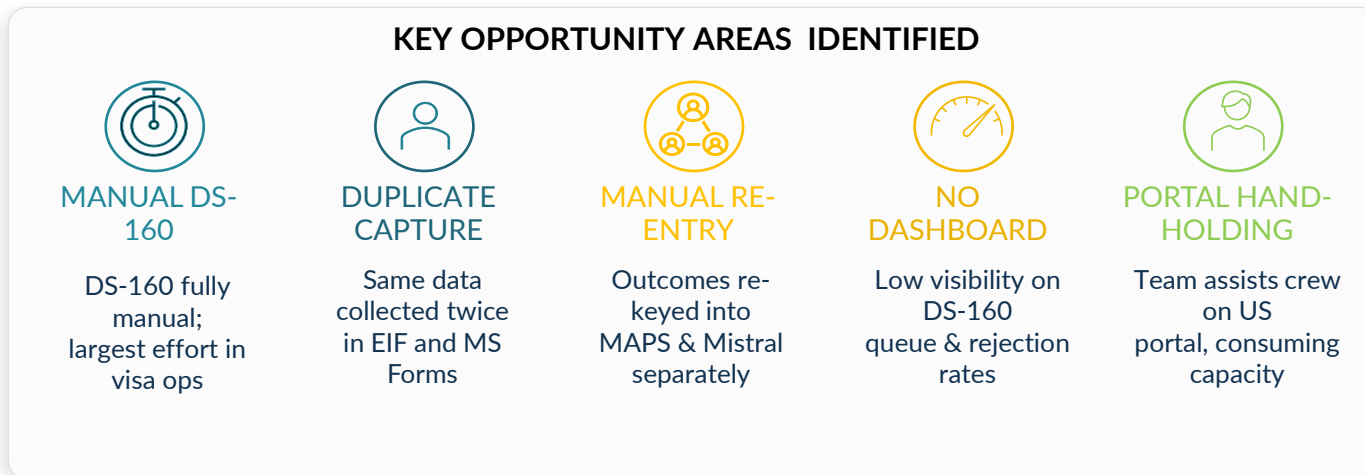 KEY OPPORTUNITY AREAS  IDENTIFIED
MANUAL DS-
160
DS-160 fully
manual;
largest effort in
visa ops
DUPLICATE
CAPTURE
Same data
collected twice
in EIF and MS
Forms
MANUAL RE-
ENTRY
Outcomes re-
keyed into
MAPS & Mistral
separately
NO
DASHBOARD
Low visibility on
DS-160
queue & rejection
rates
PORTAL HAND-
HOLDING
Team assists crew
on US
portal, consuming
capacity